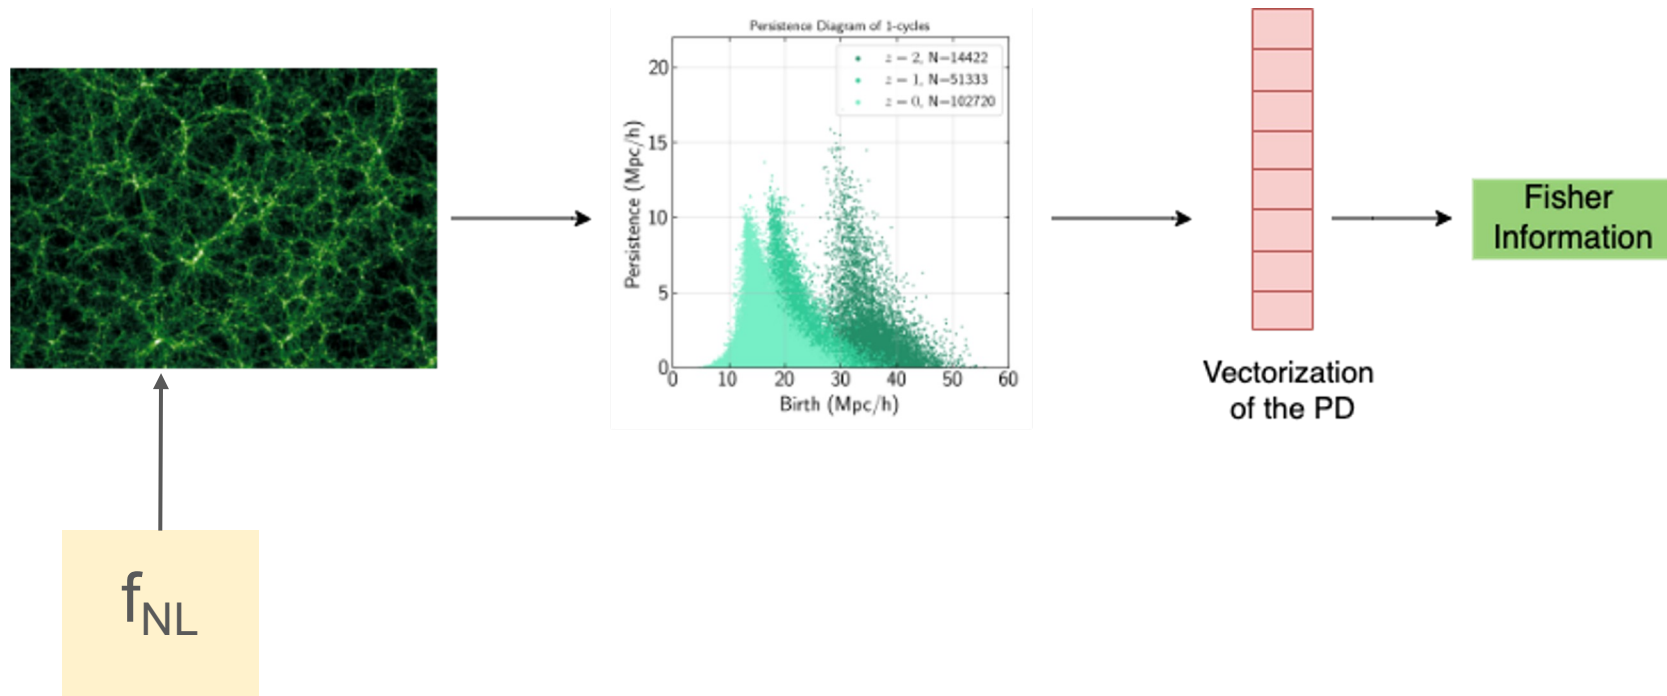 Persistence Diagram of 1-cycles
z = 2, N=14422
z = 1, N=51333
z = 0, N=102720
Persistence (Mpc/h)
20
15
10
5
0
0 10 20 30 40 50 60
Birth (Mpc/h)
Vectorization
of the PD
Fisher
Information
fNL